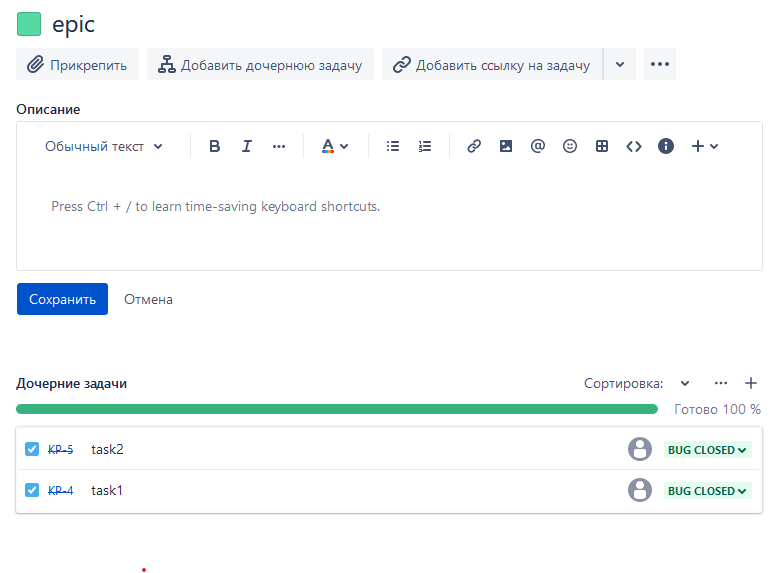 epic
Прикрепить Добавить дочернюю задачу Добавить ссылку на задачу
Описание
Обычный текст B I A @
Press Ctrl + / to learn time-saving keyboard shortcuts.
Сохранить Отмена
Дочерние задачи Сортировка:
Готово 100 %
KP-5 task2 BUG CLOSED
KP-4 task1 BUG CLOSED